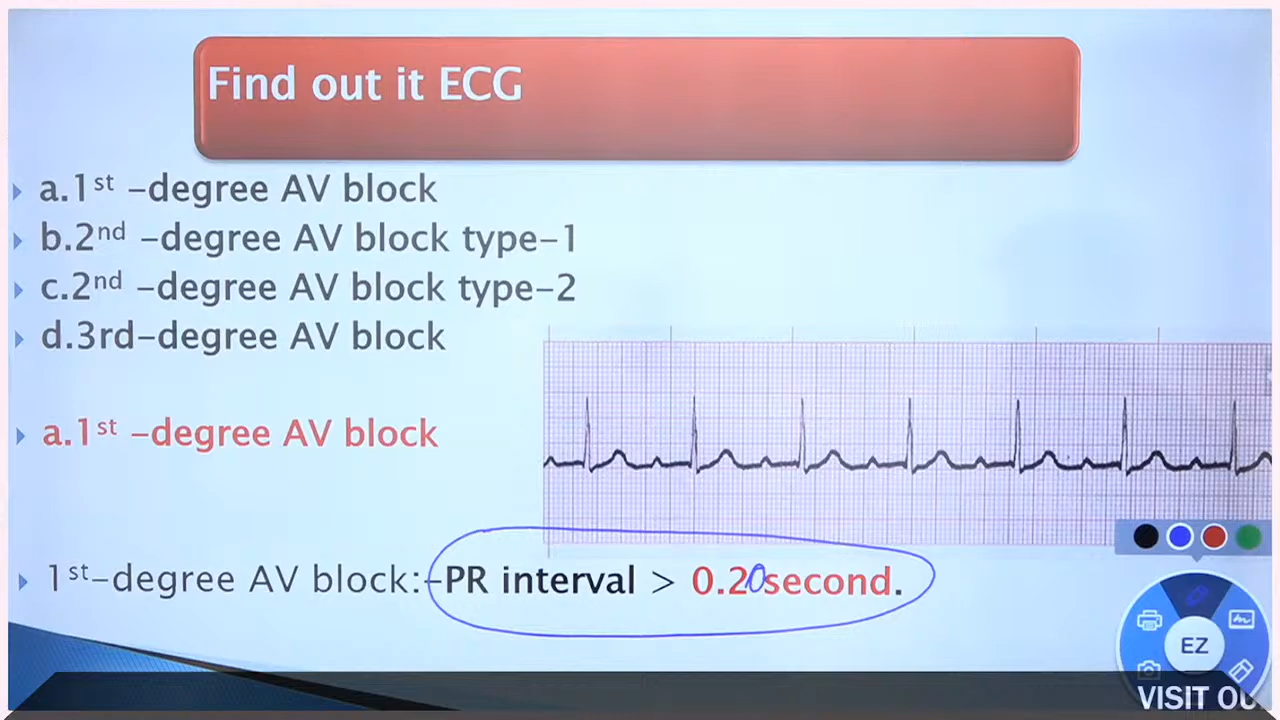 Find out it ECG
a.1st -degree AV block
b.2nd -degree AV block type-1
c.2nd -degree AV block type-2
d.3rd-degree AV block
a.1st -degree AV block
1st-degree AV block:-PR interval > 0.20second.
EZ
VISIT OU